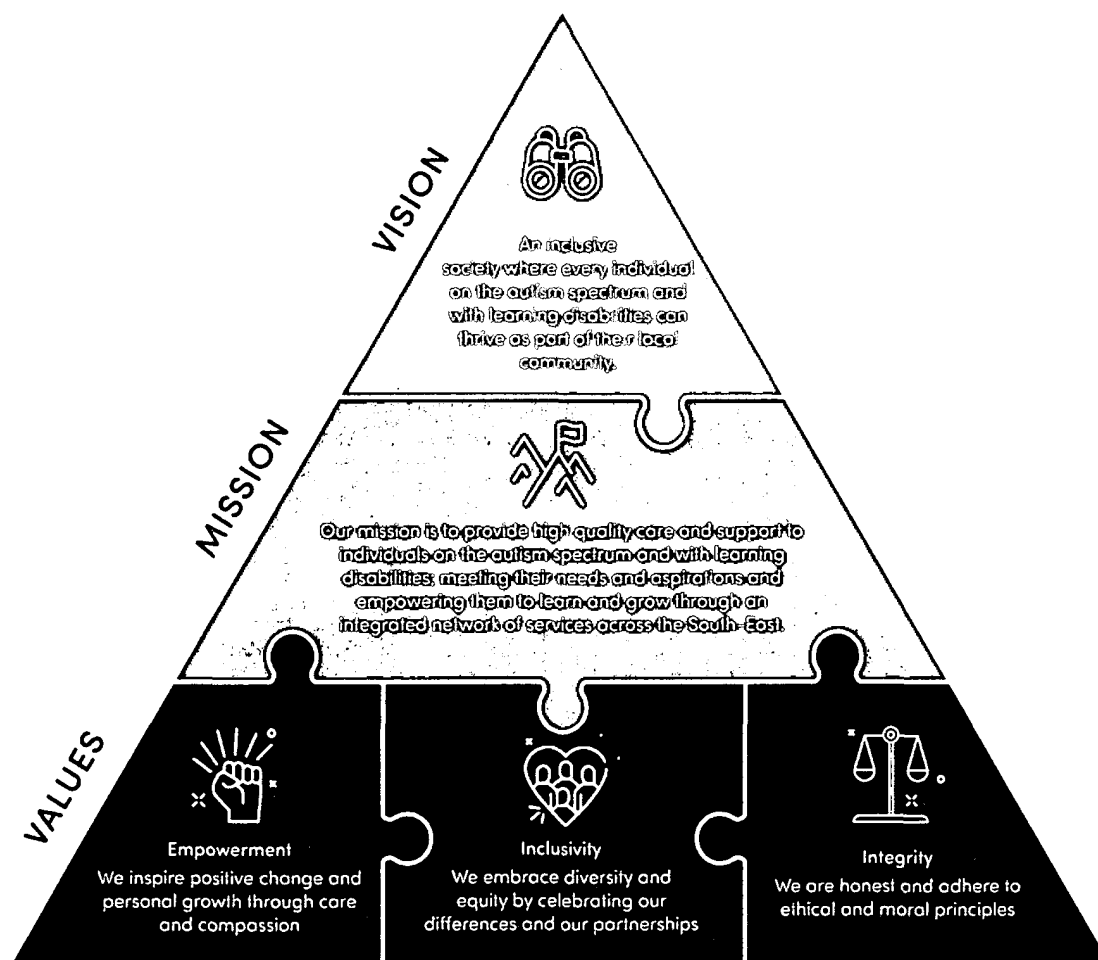 VISION
An inclusive
society where every individual
on the autism spectrum and
with learning disabilities can
thrive as part of their local
community.
MISSION
Our mission is to provide high quality care and support to
individuals on the autism spectrum and with learning
disabilities; meeting their needs and aspirations and
empowering them to learn and grow through an
integrated network of services across the South-East.
VALUES
Empowerment
We inspire positive change and
personal growth through care
and compassion
Inclusivity
We embrace diversity and
equity by celebrating our
differences and our partnerships
Integrity
We are honest and adhere to
ethical and moral principles